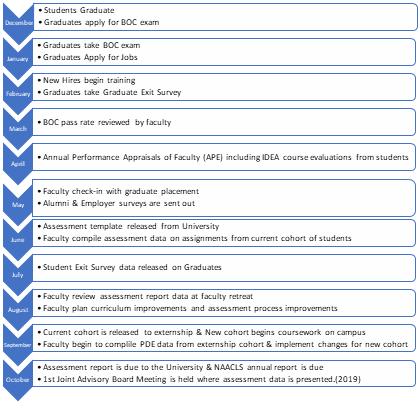 December
• Students Graduate
• Graduates apply for BOC exam
January
• Graduates take BOC exam
• Graduates Apply for Jobs
February
• New Hires begin training
• Graduates take Graduate Exit Survey
March
• BOC pass rate reviewed by faculty
April
• Annual Performance Appraisals of Faculty (APE) including IDEA course evaluations from students
May
• Faculty check-in with graduate placement
• Alumni & Employer surveys are sent out
June
• Assessment template released from University
• Faculty compile assessment data on assignments from current cohort of students
July
• Student Exit Survey data released on Graduates
August
• Faculty review assessment report data at faculty retreat
• Faculty plan curriculum improvements and assessment process improvements
September
• Current cohort is released to externship & New cohort begins coursework on campus
• Faculty begin to complile PDE data from externship cohort & implement changes for new cohort
October
• Assessment report is due to the University & NAACLS annual report is due
• 1st Joint Advisory Board Meeting is held where assessment data is presented.(2019)